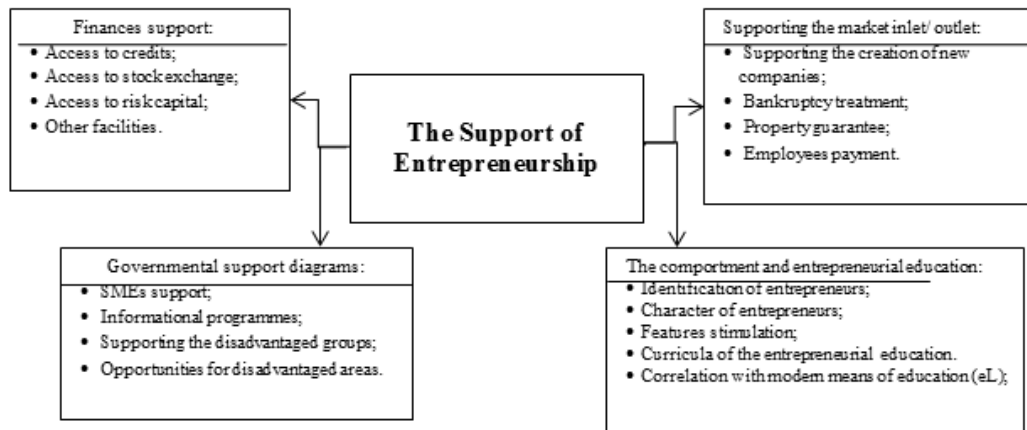 Finances support:
• Access to credits;
• Access to stock exchange;
• Access to risk capital;
• Other facilities.
The Support of
Entrepreneurship
Supporting the market inlet/ outlet:
• Supporting the creation of new
companies;
• Bankruptcy treatment;
• Property guarantee;
• Employees payment.
Governmental support diagrams:
• SMEs support;
• Informational programmes;
• Supporting the disadvantaged groups;
• Opportunities for disadvantaged areas.
The comportment and entrepreneurial education:
• Identification of entrepreneurs;
• Character of entrepreneurs;
• Features stimulation;
• Curricula of the entrepreneurial education.
• Correlation with modern means of education (eL);